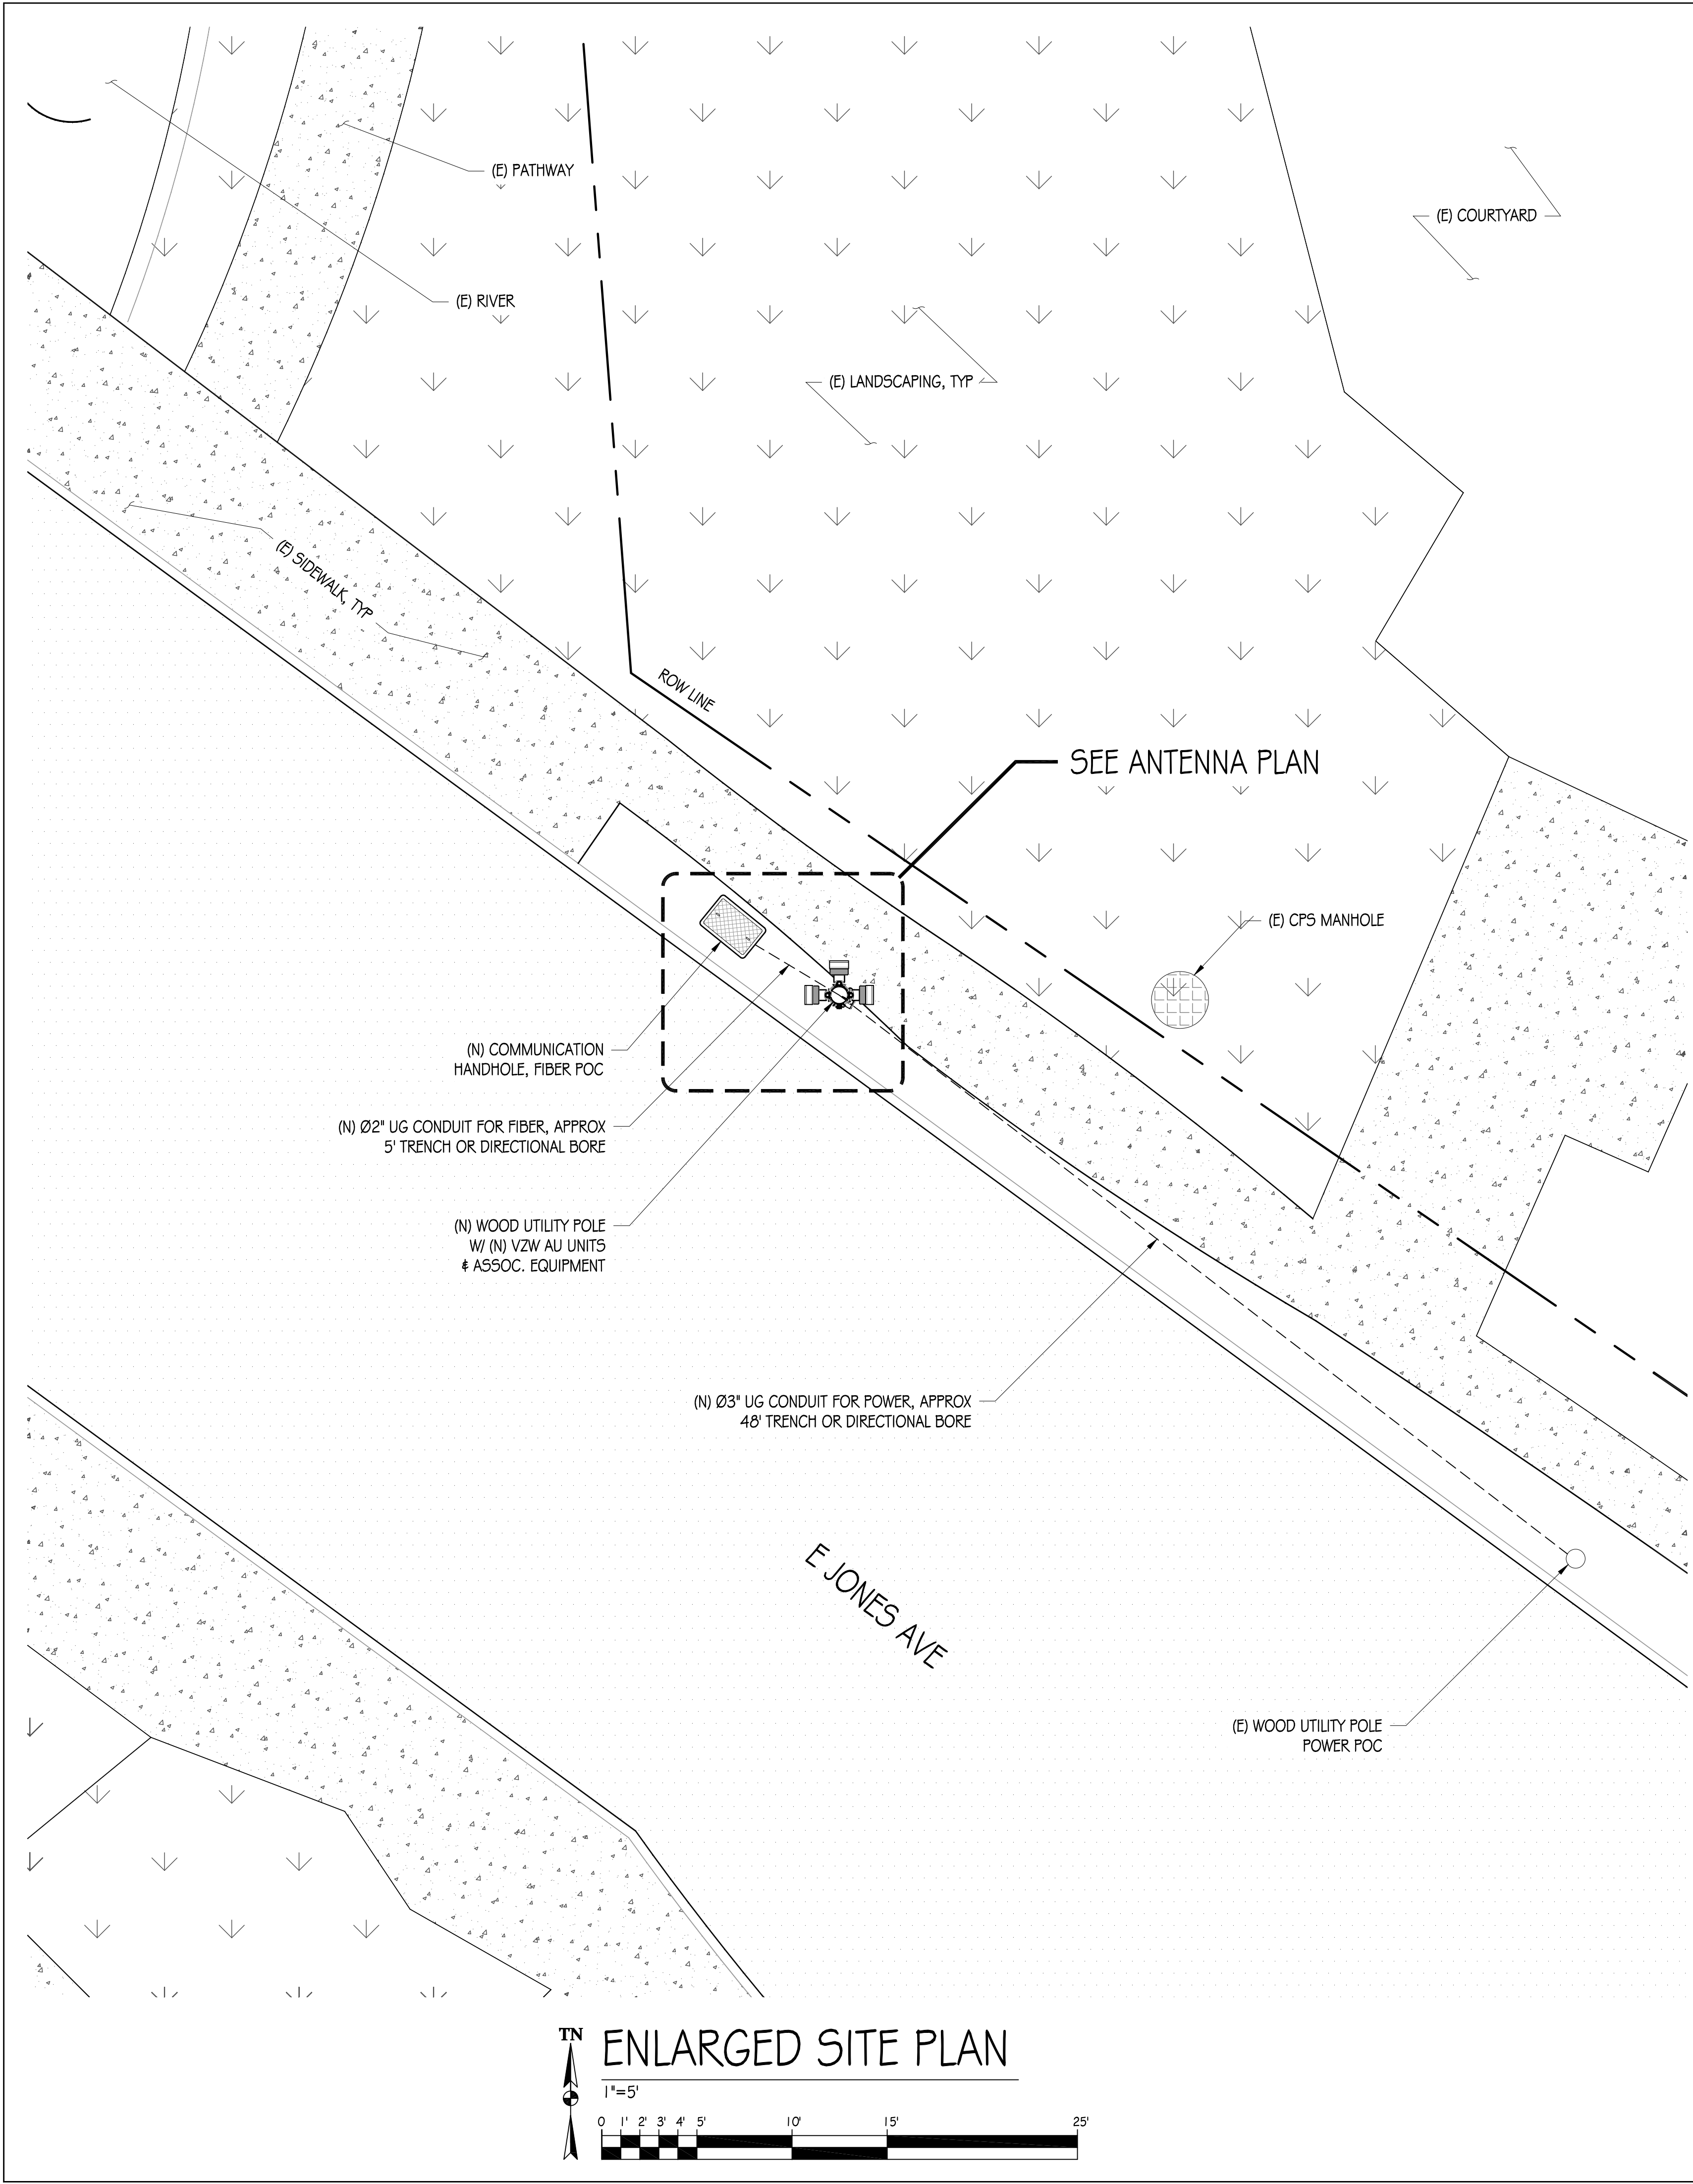 (E) PATHWAY
(E) COURTYARD
(E) RIVER
(E) LANDSCAPING, TYP
(E) SIDEWALK, TYP
ROW LINE
SEE ANTENNA PLAN
(E) CPS MANHOLE
(N) COMMUNICATION
HANDHOLE, FIBER POC
(N) Ø2" UG CONDUIT FOR FIBER, APPROX
5' TRENCH OR DIRECTIONAL BORE
(N) WOOD UTILITY POLE
W/ (N) VZW AU UNITS
& ASSOC. EQUIPMENT
(N) Ø3" UG CONDUIT FOR POWER, APPROX
48' TRENCH OR DIRECTIONAL BORE
E JONES AVE
(E) WOOD UTILITY POLE
POWER POC
TN
ENLARGED SITE PLAN
1"=5'
0 1' 2' 3' 4' 5' 10' 15' 25'